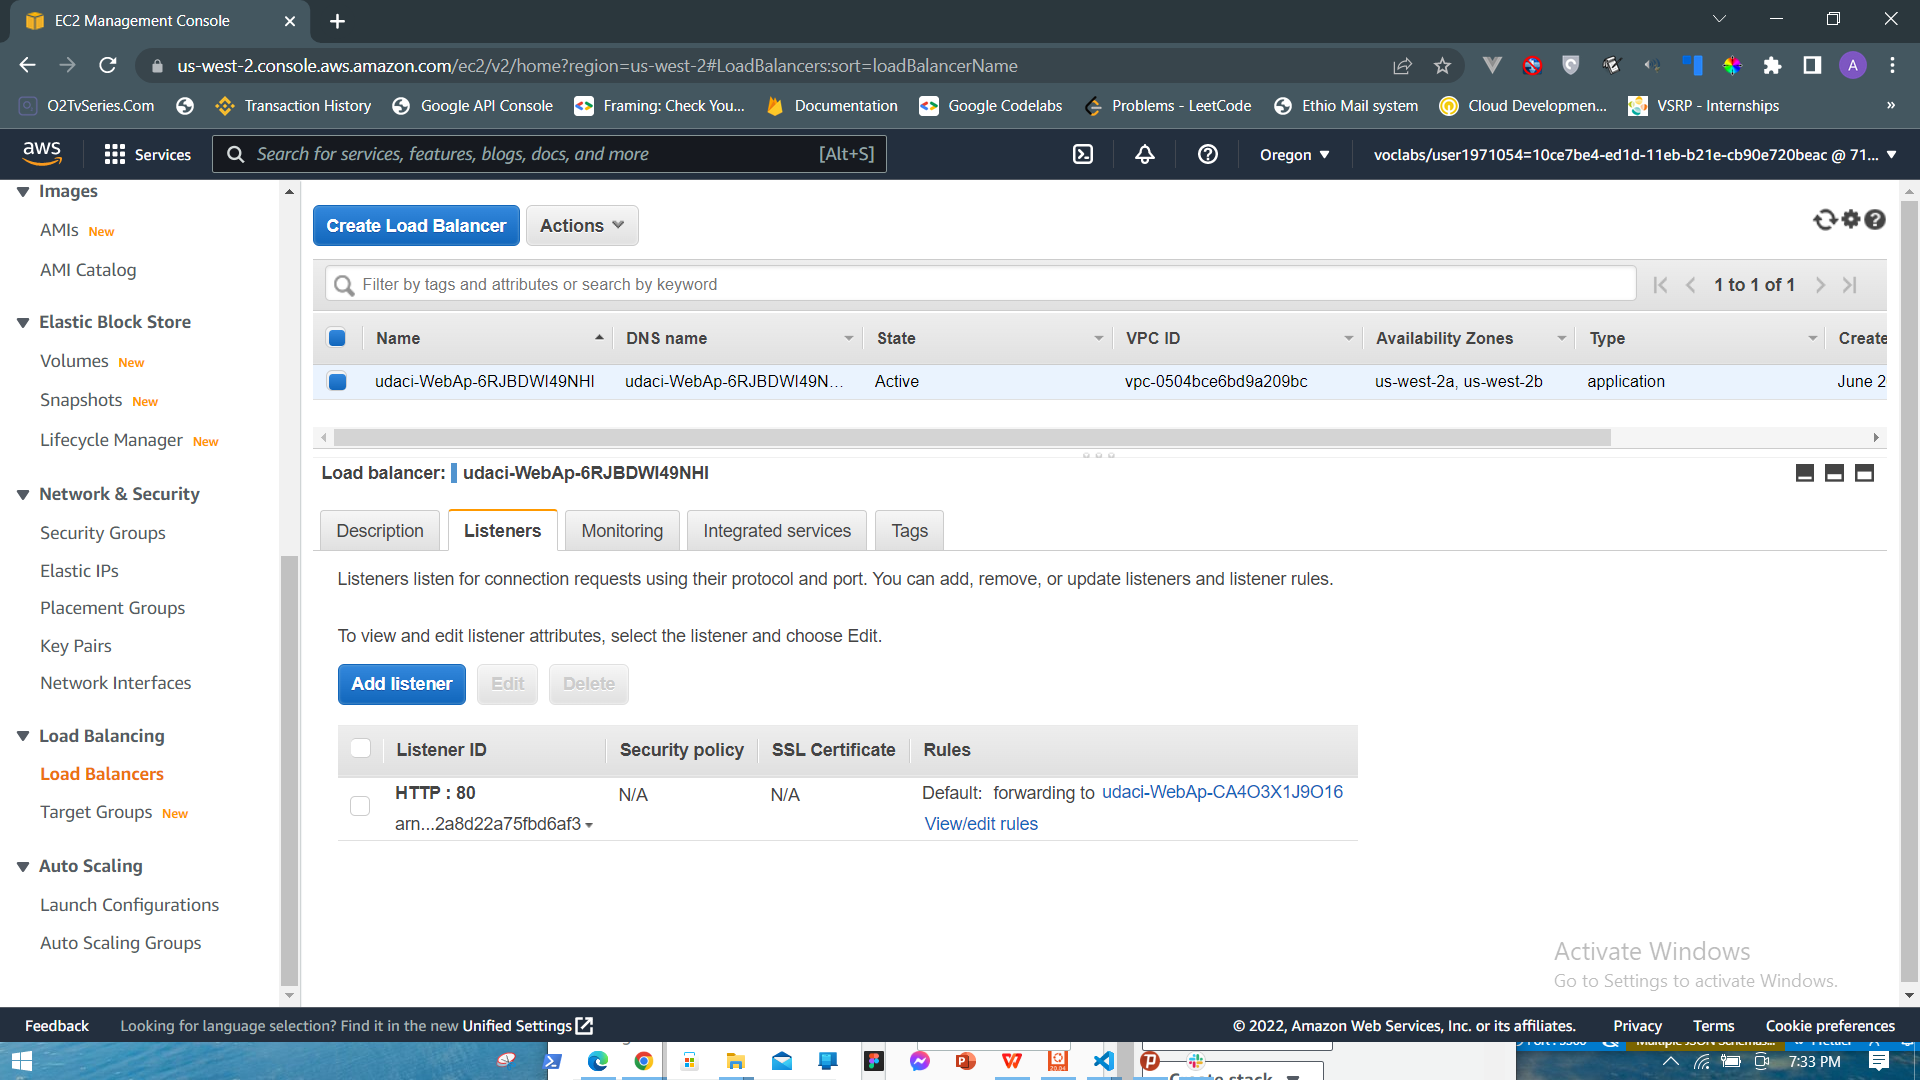 EC2 Management Console
us-west-2.console.aws.amazon.com/ec2/v2/home?region=us-west-2#LoadBalancers:sort=loadBalancerName
A
O2TvSeries.Com
Transaction History
Google API Console
Framing: Check You...
Documentation
Google Codelabs
Problems - LeetCode
Ethio Mail system
Cloud Developmen...
VSRP - Internships
»
aws
Services
Search for services, features, blogs, docs, and more
[Alt+S]
Oregon
voclabs/user1971054=10ce7be4-ed1d-11eb-b21e-cb90e720beac @ 71...
Images
AMIs New
AMI Catalog
Elastic Block Store
Volumes New
Snapshots New
Lifecycle Manager New
Network & Security
Security Groups
Elastic IPs
Placement Groups
Key Pairs
Network Interfaces
Load Balancing
Load Balancers
Target Groups New
Auto Scaling
Launch Configurations
Auto Scaling Groups
Create Load Balancer
Actions
Filter by tags and attributes or search by keyword
1 to 1 of 1
Name
DNS name
State
VPC ID
Availability Zones
Type
Create
udaci-WebAp-6RJBDWI49NHI
udaci-WebAp-6RJBDWI49N...
Active
vpc-0504bce6bd9a209bc
us-west-2a, us-west-2b
application
June 2
Load balancer: udaci-WebAp-6RJBDWI49NHI
Description
Listeners
Monitoring
Integrated services
Tags
Listeners listen for connection requests using their protocol and port. You can add, remove, or update listeners and listener rules.
To view and edit listener attributes, select the listener and choose Edit.
Add listener
Edit
Delete
Listener ID
Security policy
SSL Certificate
Rules
HTTP : 80
N/A
N/A
Default: forwarding to udaci-WebAp-CA4O3X1J9O16
arn...2a8d22a75fbd6af3
View/edit rules
Activate Windows
Go to Settings to activate Windows.
Feedback
Looking for language selection? Find it in the new Unified Settings
© 2022, Amazon Web Services, Inc. or its affiliates.
Privacy
Terms
Cookie preferences
7:33 PM